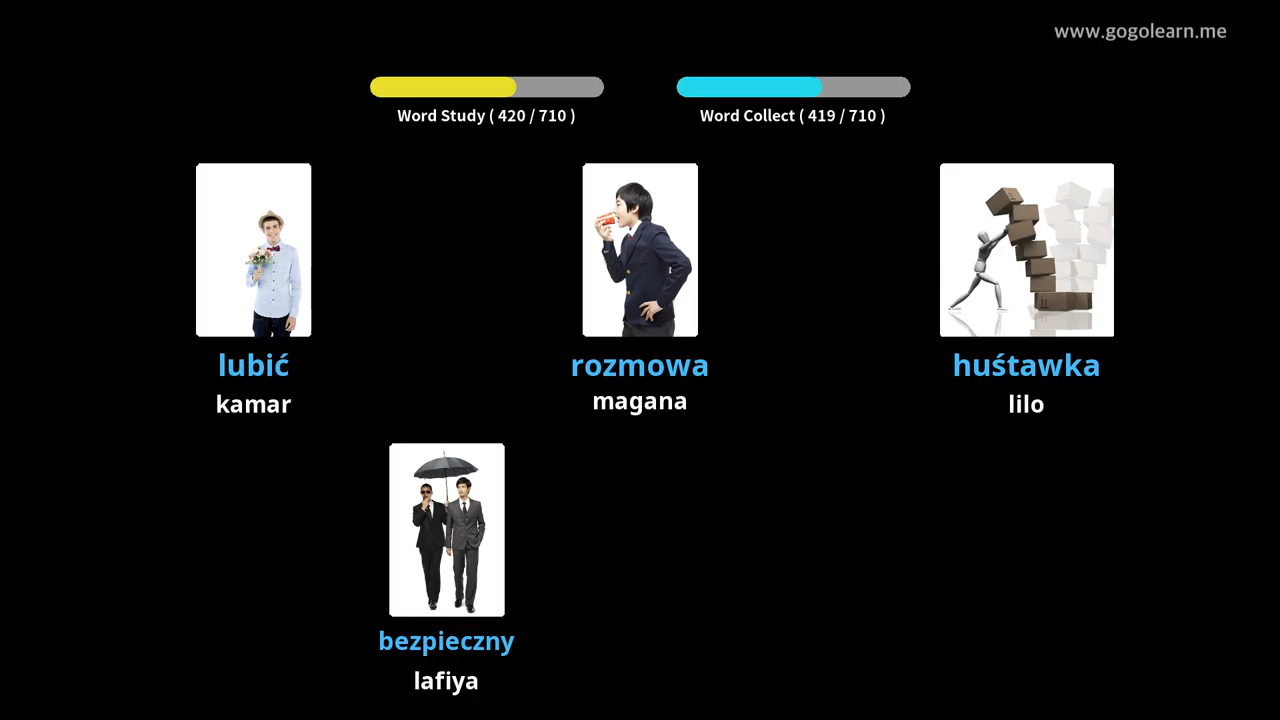 www.gogolearn.me
Word Study ( 420 / 710 )
Word Collect ( 419 / 710 )
lubić
kamar
rozmowa
magana
huśtawka
lilo
bezpieczny
lafiya